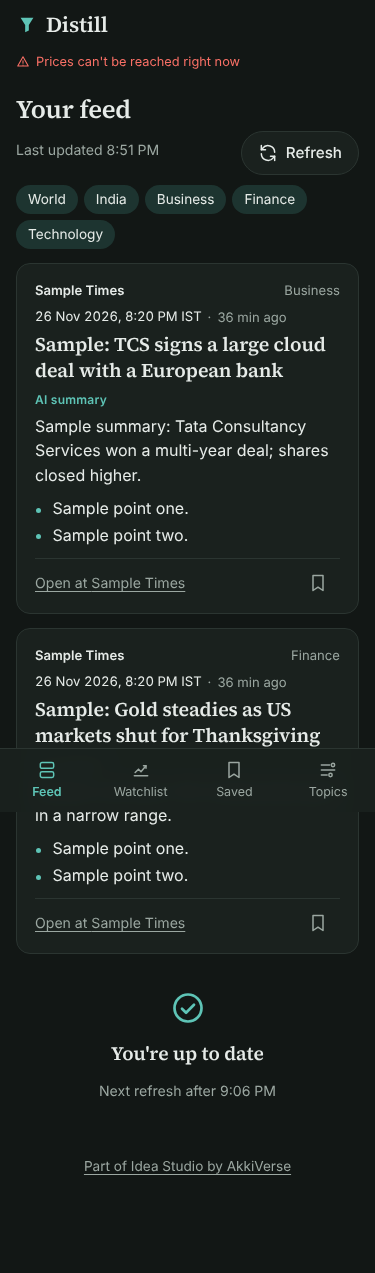 Distill
Prices can't be reached right now
Your feed
Last updated 8:51 PM
Refresh
World
India
Business
Finance
Technology
Sample Times
Business
26 Nov 2026, 8:20 PM IST · 36 min ago
Sample: TCS signs a large cloud
deal with a European bank
AI summary
Sample summary: Tata Consultancy
Services won a multi-year deal; shares
closed higher.
• Sample point one.
• Sample point two.
Open at Sample Times
Sample Times
Finance
26 Nov 2026, 8:20 PM IST · 36 min ago
Sample: Gold steadies as US
markets shut for Thanksgiving
Feed
Watchlist
Saved
Topics
in a narrow range.
• Sample point one.
• Sample point two.
Open at Sample Times
You're up to date
Next refresh after 9:06 PM
Part of Idea Studio by AkkiVerse